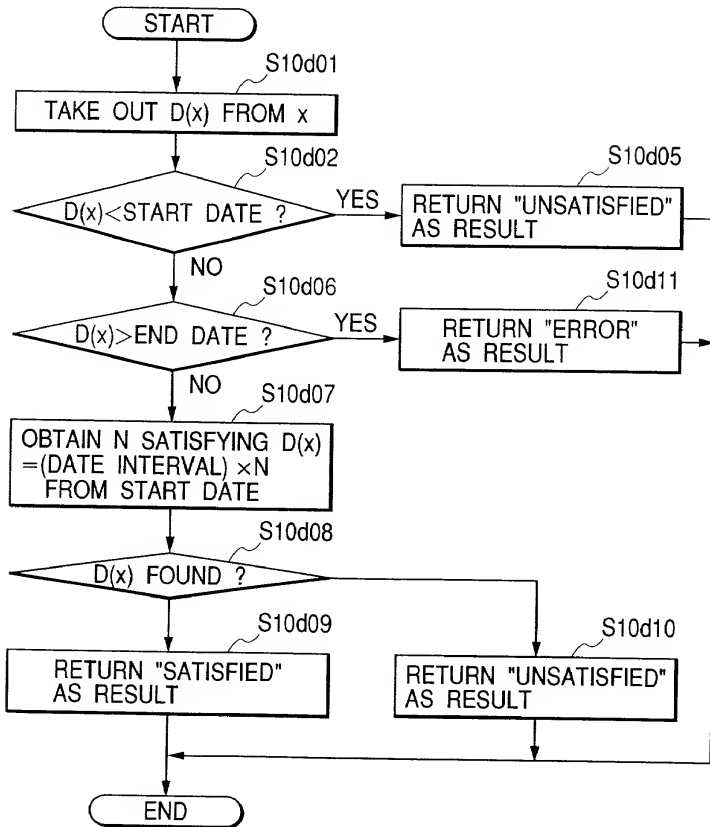 START
S10d01
TAKE OUT D(x) FROM x
S10d02
D(x)<START DATE ?
YES
S10d05
RETURN "UNSATISFIED"
AS RESULT
NO
S10d06
D(x)>END DATE ?
YES
S10d11
RETURN "ERROR"
AS RESULT
NO
S10d07
OBTAIN N SATISFYING D(x)
=(DATE INTERVAL) ×N
FROM START DATE
S10d08
D(x) FOUND ?
S10d09
RETURN "SATISFIED"
AS RESULT
S10d10
RETURN "UNSATISFIED"
AS RESULT
END